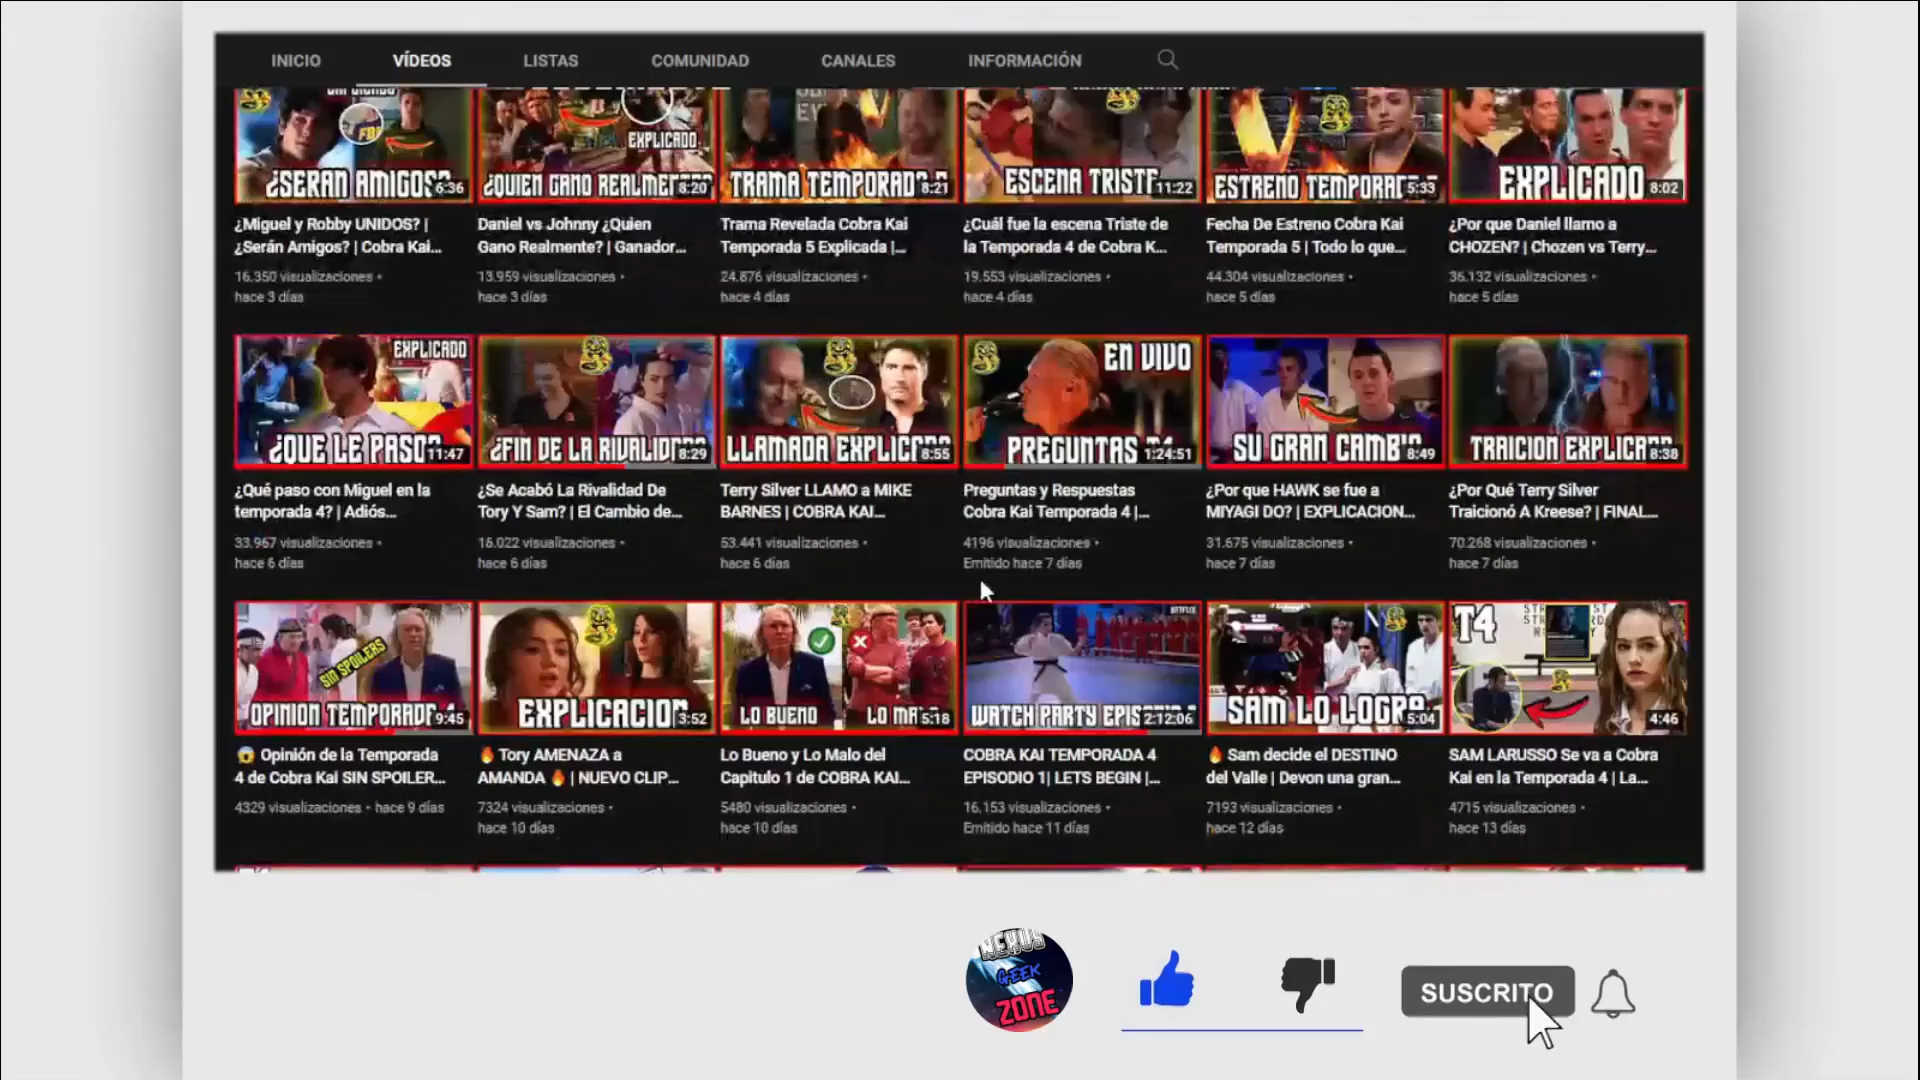 INICIO VÍDEOS LISTAS COMUNIDAD CANALES INFORMACIÓN
EXPLICADO
¿SERAN AMIGOS? 6:36
¿QUIEN GANO REALMENTE? 8:20
TRAMA TEMPORADA 8:21
ESCENA TRISTE 11:22
ESTRENO TEMPORADA 5:33
EXPLICADO 8:02
¿Miguel y Robby UNIDOS? |
¿Serán Amigos? | Cobra Kai...
16.350 visualizaciones •
hace 3 días
Daniel vs Johnny ¿Quien
Gano Realmente? | Ganador...
13.959 visualizaciones •
hace 3 días
Trama Revelada Cobra Kai
Temporada 5 Explicada |...
24.876 visualizaciones •
hace 4 días
¿Cuál fue la escena Triste de
la Temporada 4 de Cobra K...
19.553 visualizaciones •
hace 4 días
Fecha De Estreno Cobra Kai
Temporada 5 | Todo lo que...
44.304 visualizaciones •
hace 5 días
¿Por que Daniel llamo a
CHOZEN? | Chozen vs Terry...
36.132 visualizaciones •
hace 5 días
EXPLICADO
¿QUE LE PASO 11:47
¿FIN DE LA RIVALIDAD 8:29
LLAMADA EXPLICADA 8:55
EN VIVO
PREGUNTAS T4 1:24:51
SU GRAN CAMBIO 8:49
TRAICION EXPLICADA 8:38
¿Qué paso con Miguel en la
temporada 4? | Adiós...
33.967 visualizaciones •
hace 6 días
¿Se Acabó La Rivalidad De
Tory Y Sam? | El Cambio de...
16.022 visualizaciones •
hace 6 días
Terry Silver LLAMO a MIKE
BARNES | COBRA KAI...
53.441 visualizaciones •
hace 6 días
Preguntas y Respuestas
Cobra Kai Temporada 4 |...
4196 visualizaciones •
Emitido hace 7 días
¿Por que HAWK se fue a
MIYAGI DO? | EXPLICACION...
31.675 visualizaciones •
hace 7 días
¿Por Qué Terry Silver
Traicionó A Kreese? | FINAL...
70.268 visualizaciones •
hace 7 días
SIN SPOILERS
OPINION TEMPORADA 4 9:45
EXPLICACION 3:52
LO BUENO LO MALO 5:18
NETFLIX
WATCH PARTY EPISODIO 2:12:06
SAM LO LOGRA 5:04
T4
4:46
😱 Opinión de la Temporada
4 de Cobra Kai SIN SPOILER...
4329 visualizaciones • hace 9 días
🔥 Tory AMENAZA a
AMANDA 🔥 | NUEVO CLIP...
7324 visualizaciones •
hace 10 días
Lo Bueno y Lo Malo del
Capitulo 1 de COBRA KAI...
5480 visualizaciones •
hace 10 días
COBRA KAI TEMPORADA 4
EPISODIO 1| LETS BEGIN |...
16.153 visualizaciones •
Emitido hace 11 días
🔥 Sam decide el DESTINO
del Valle | Devon una gran...
7193 visualizaciones •
hace 12 días
SAM LARUSSO Se va a Cobra
Kai en la Temporada 4 | La...
4715 visualizaciones •
hace 13 días
NEXUS
GEEK
ZONE
SUSCRITO